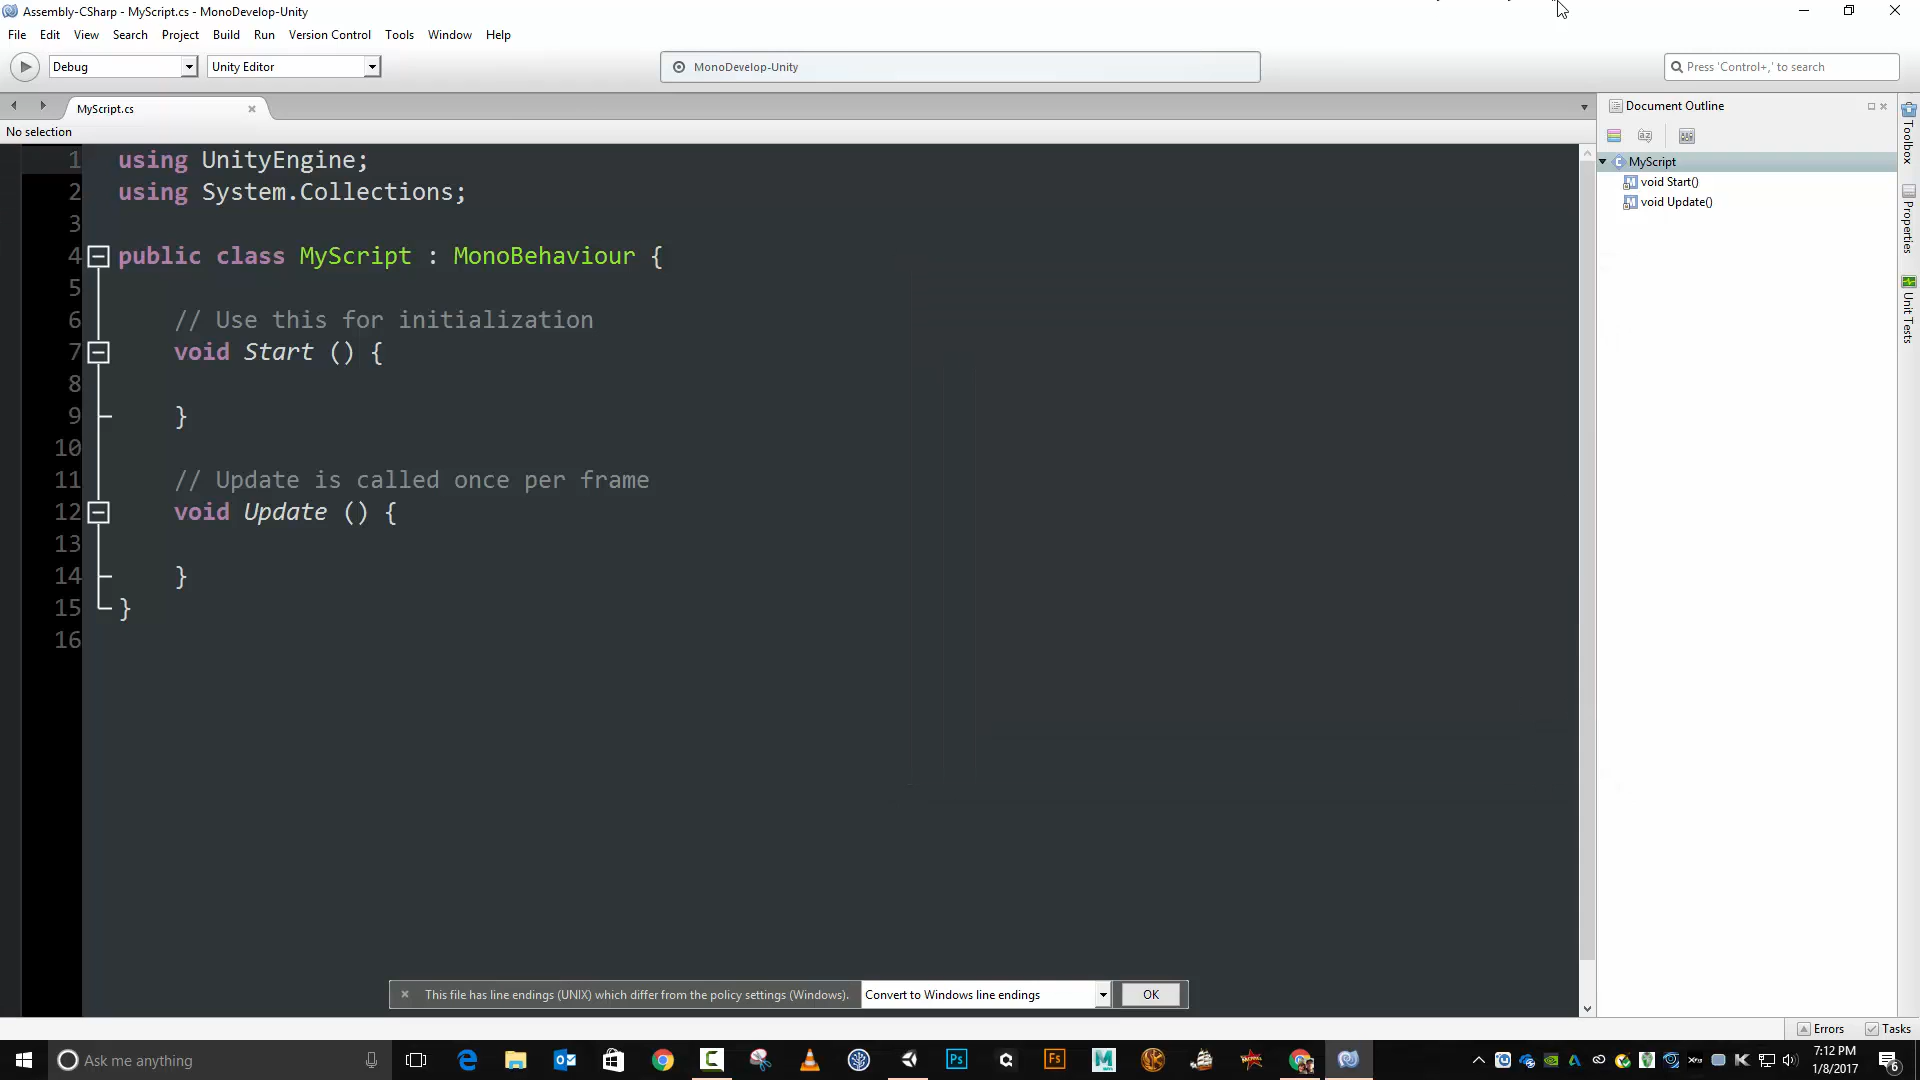 Assembly-CSharp - MyScript.cs - MonoDevelop-Unity
File Edit View Search Project Build Run Version Control Tools Window Help
Debug Unity Editor MonoDevelop-Unity Press 'Control+,' to search
MyScript.cs
No selection
1 using UnityEngine;
2 using System.Collections;
3
4 public class MyScript : MonoBehaviour {
5
6 // Use this for initialization
7 void Start () {
8
9 }
10
11 // Update is called once per frame
12 void Update () {
13
14 }
15 }
16
Document Outline
MyScript
void Start()
void Update()
Toolbox
Properties
Unit Tests
This file has line endings (UNIX) which differ from the policy settings (Windows). Convert to Windows line endings OK
Errors Tasks
Ask me anything
7:12 PM
1/8/2017
6